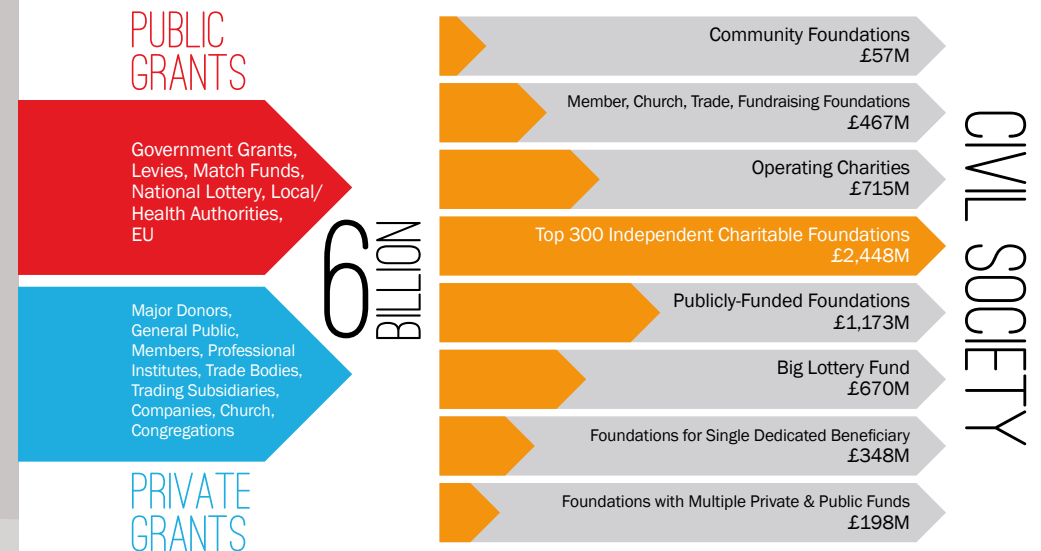 PUBLIC
GRANTS
Government Grants,
Levies, Match Funds,
National Lottery, Local/
Health Authorities,
EU
Major Donors,
General Public,
Members, Professional
Institutes, Trade Bodies,
Trading Subsidiaries,
Companies, Church,
Congregations
PRIVATE
GRANTS
6
BILLION
Community Foundations
£57M
Member, Church, Trade, Fundraising Foundations
£467M
Operating Charities
£715M
Top 300 Independent Charitable Foundations
£2,448M
Publicly-Funded Foundations
£1,173M
Big Lottery Fund
£670M
Foundations for Single Dedicated Beneficiary
£348M
Foundations with Multiple Private & Public Funds
£198M
CIVIL SOCIETY